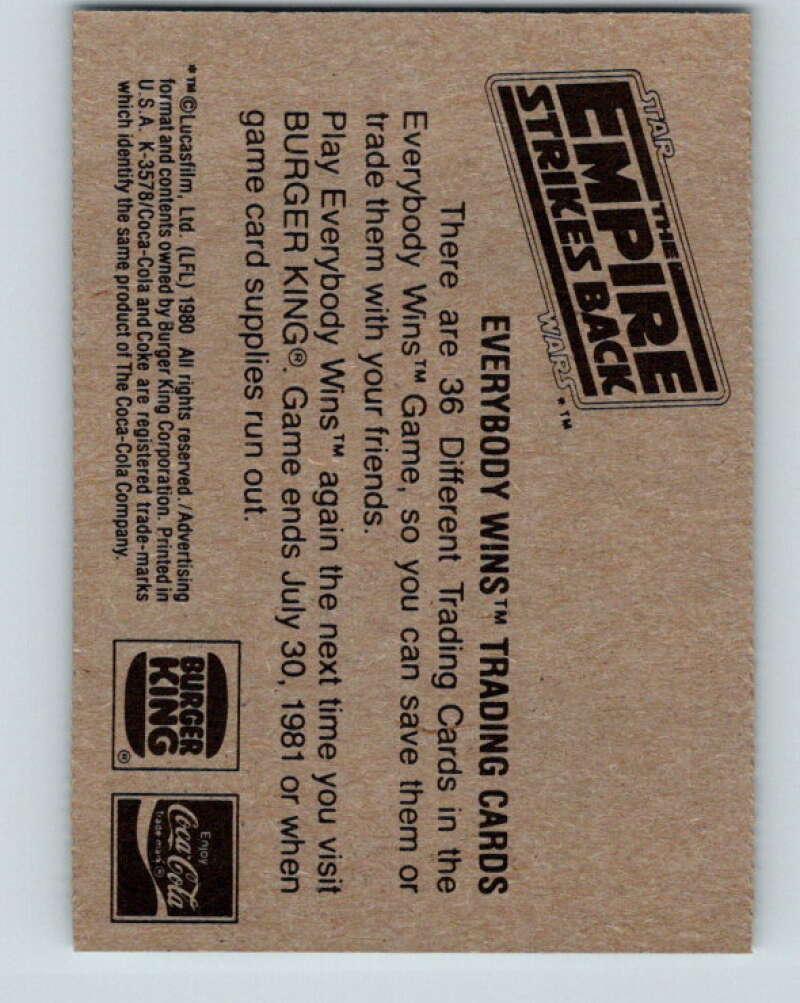 STAR
THE
EMPIRE
STRIKES BACK
WARS *™
EVERYBODY WINS™ TRADING CARDS
There are 36 Different Trading Cards in the
Everybody Wins™ Game, so you can save them or
trade them with your friends.
Play Everybody Wins™ again the next time you visit
BURGER KING®. Game ends July 30, 1981 or when
game card supplies run out.
*™©Lucasfilm, Ltd. (LFL) 1980 All rights reserved./Advertising
format and contents owned by Burger King Corporation. Printed in
U.S.A. K-3578/Coca-Cola and Coke are registered trade-marks
which identify the same product of The Coca-Cola Company.
BURGER
KING
®
Enjoy
Coca-Cola
Trade-mark®